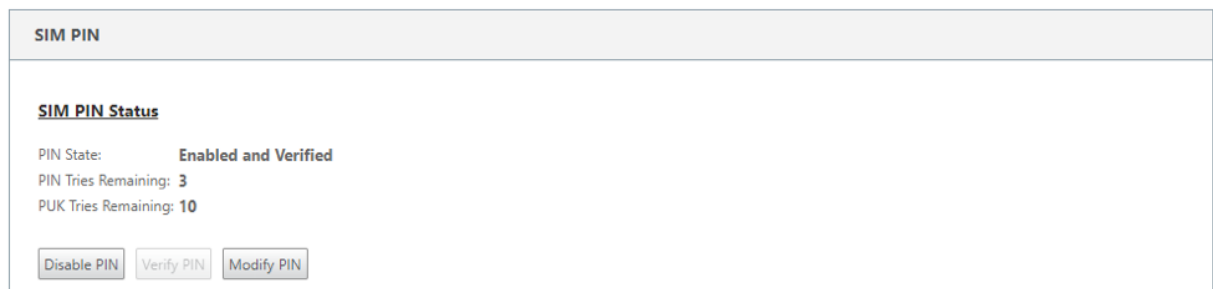 SIM PIN
SIM PIN Status
PIN State: Enabled and Verified
PIN Tries Remaining: 3
PUK Tries Remaining: 10
Disable PIN Verify PIN Modify PIN